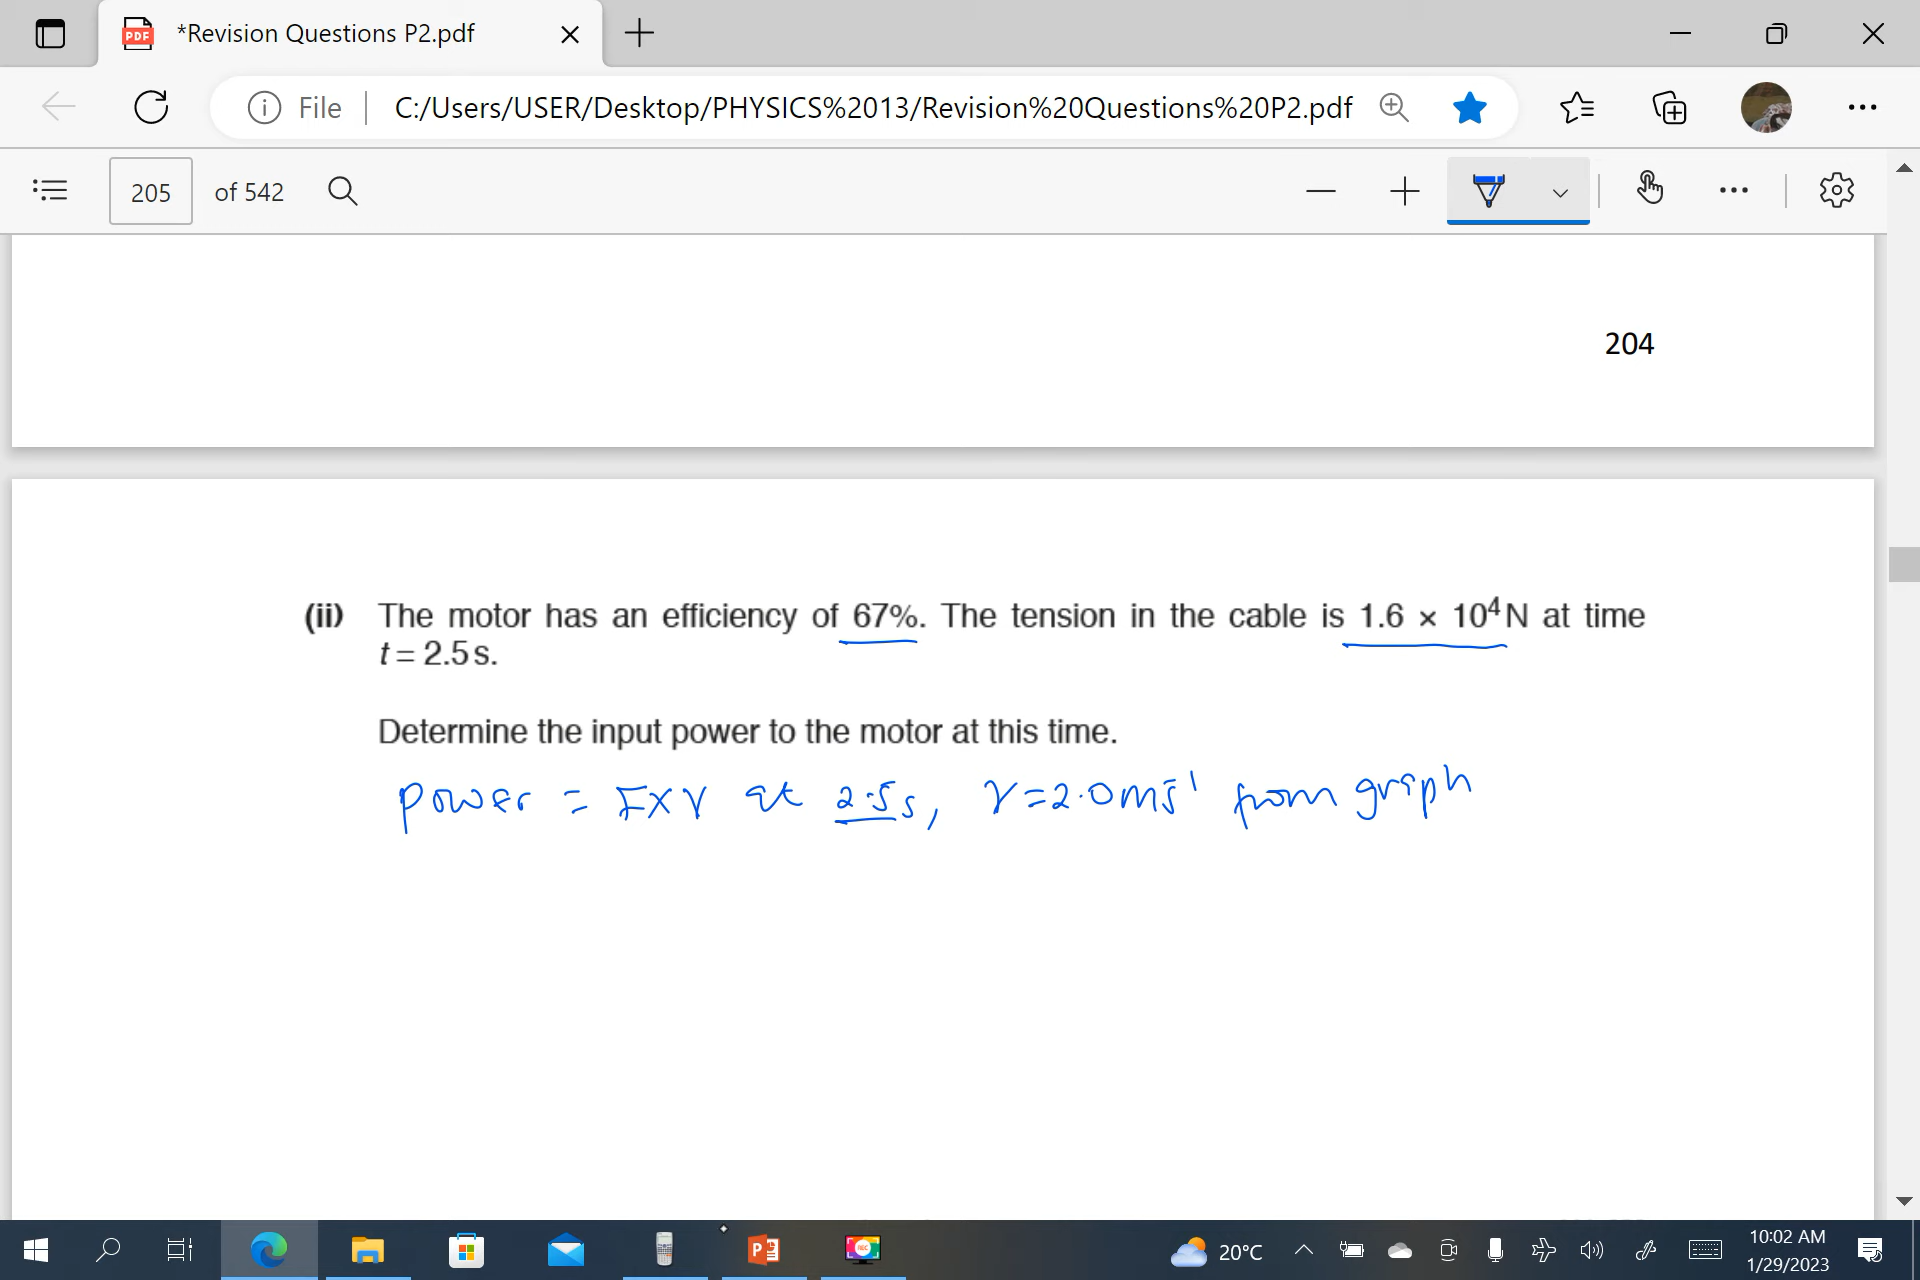 *Revision Questions P2.pdf
File C:/Users/USER/Desktop/PHYSICS%2013/Revision%20Questions%20P2.pdf
205 of 542
204
(ii) The motor has an efficiency of 67%. The tension in the cable is 1.6 × 10⁴ N at time
t = 2.5 s.
Determine the input power to the motor at this time.
power = F×V at 2.5s, V=2.0ms⁻¹ from graph
20°C
10:02 AM
1/29/2023